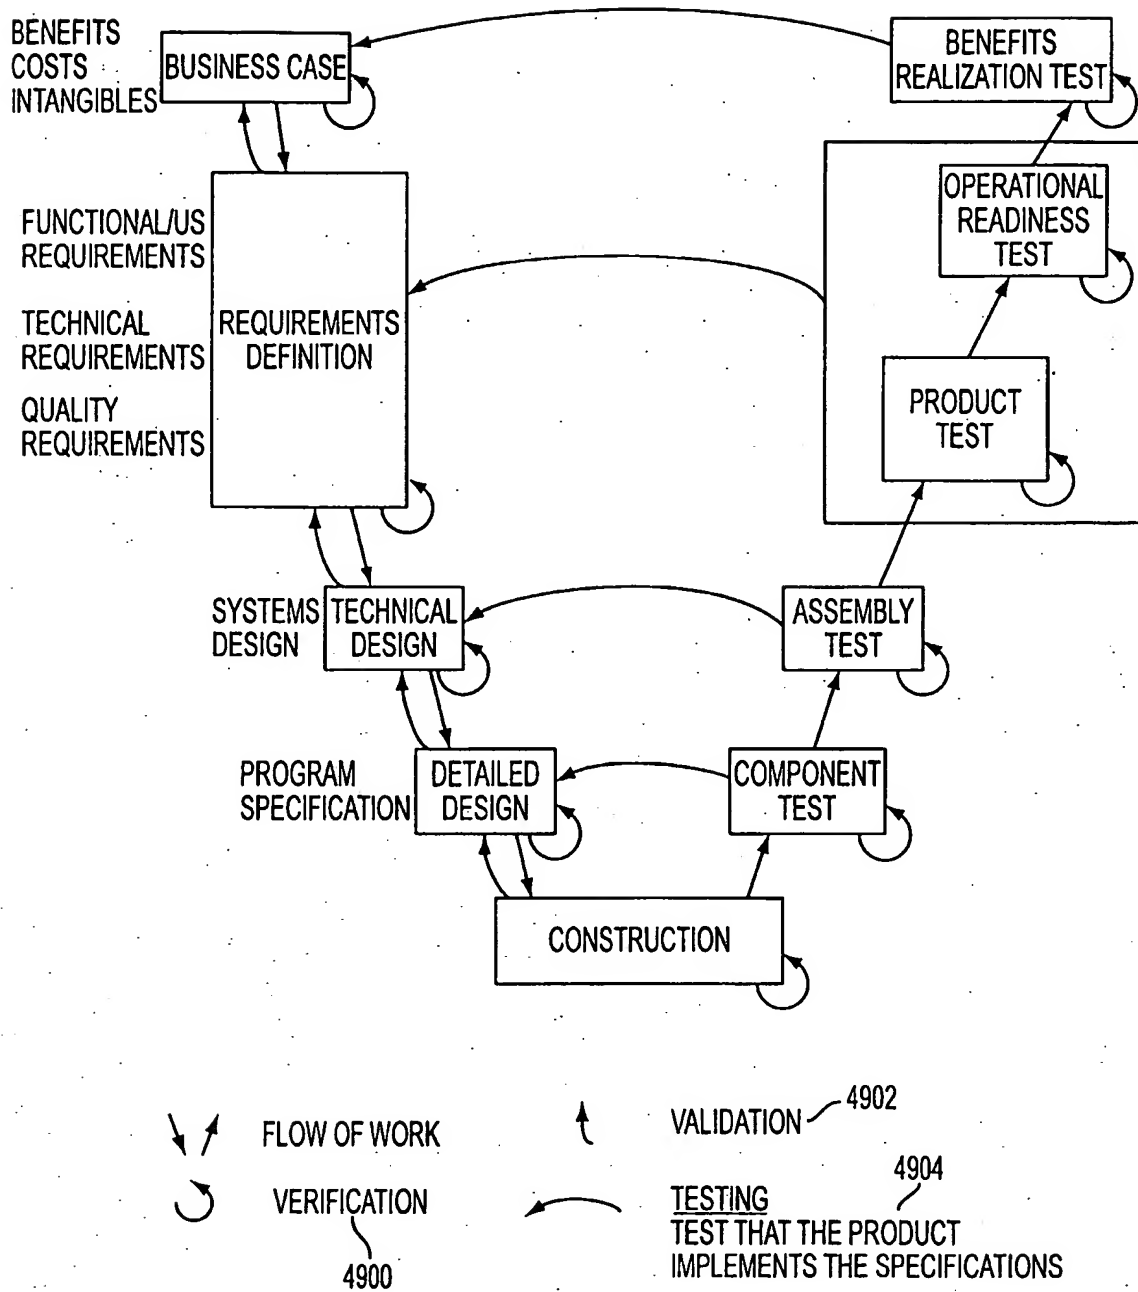 BENEFITS
COSTS
INTANGIBLES
BUSINESS CASE
BENEFITS
REALIZATION TEST
FUNCTIONAL/US
REQUIREMENTS
TECHNICAL
REQUIREMENTS
QUALITY
REQUIREMENTS
REQUIREMENTS
DEFINITION
OPERATIONAL
READINESS
TEST
PRODUCT
TEST
SYSTEMS
DESIGN
TECHNICAL
DESIGN
ASSEMBLY
TEST
PROGRAM
SPECIFICATION
DETAILED
DESIGN
COMPONENT
TEST
CONSTRUCTION
FLOW OF WORK
VALIDATION
4902
VERIFICATION
4900
4904
TESTING
TEST THAT THE PRODUCT
IMPLEMENTS THE SPECIFICATIONS